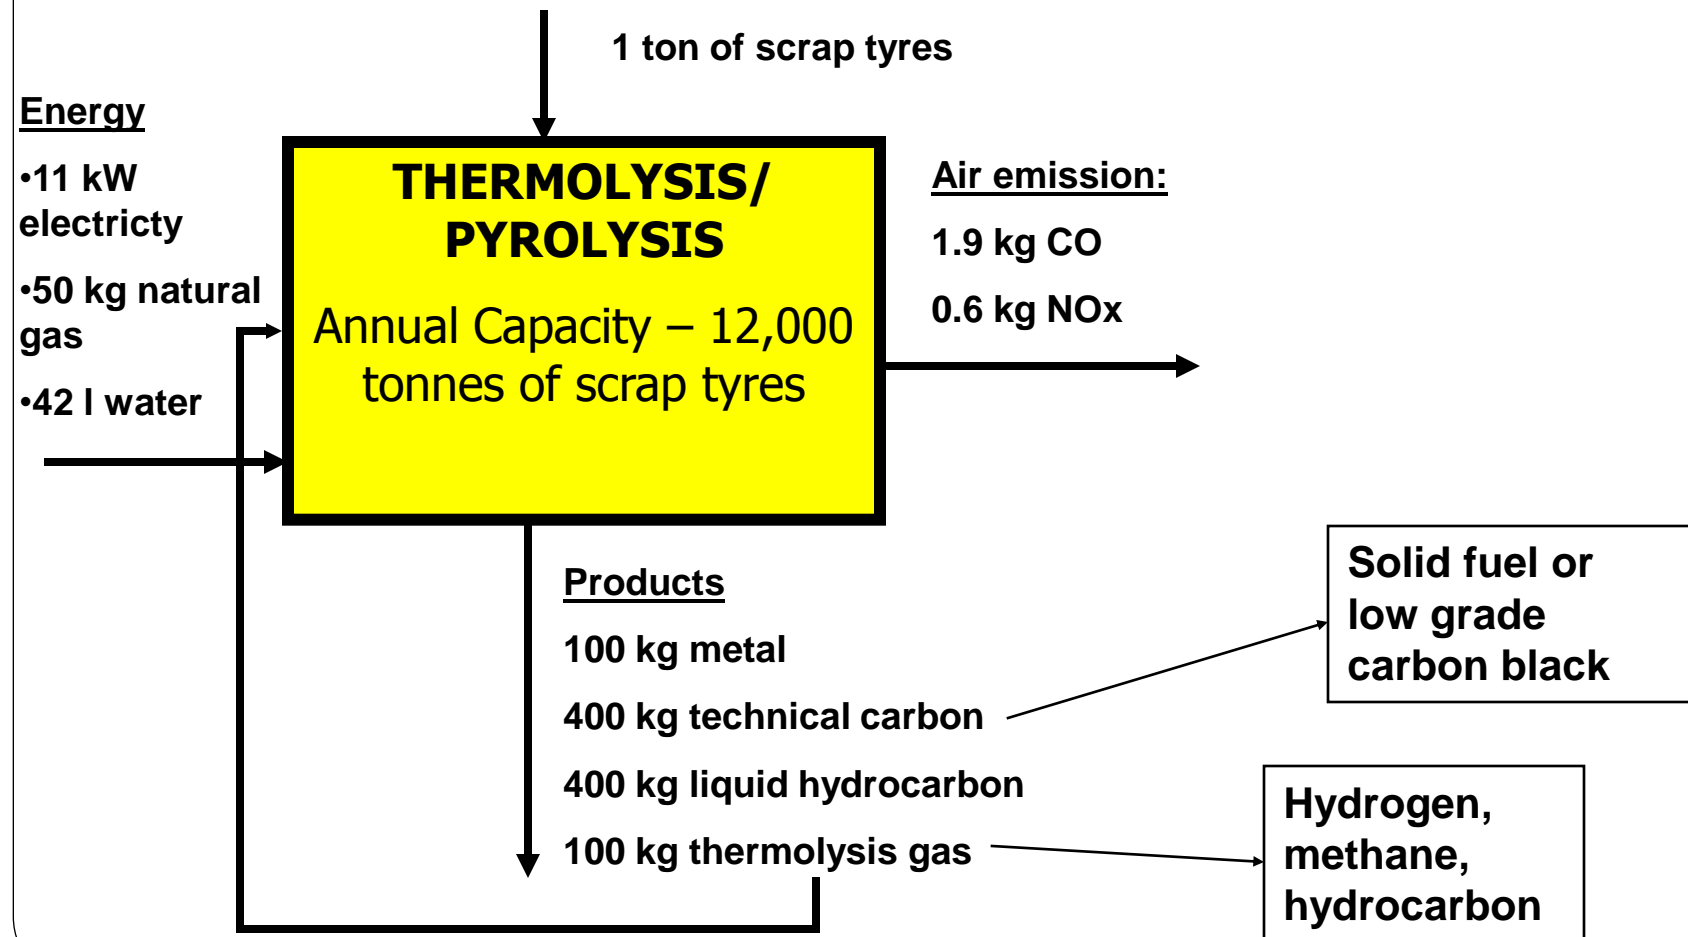 1 ton of scrap tyres
Energy
•11 kW
electricty
•50 kg natural
gas
•42 l water
THERMOLYSIS/
PYROLYSIS
Annual Capacity – 12,000
tonnes of scrap tyres
Air emission:
1.9 kg CO
0.6 kg NOx
Products
100 kg metal
400 kg technical carbon
400 kg liquid hydrocarbon
100 kg thermolysis gas
Solid fuel or
low grade
carbon black
Hydrogen,
methane,
hydrocarbon